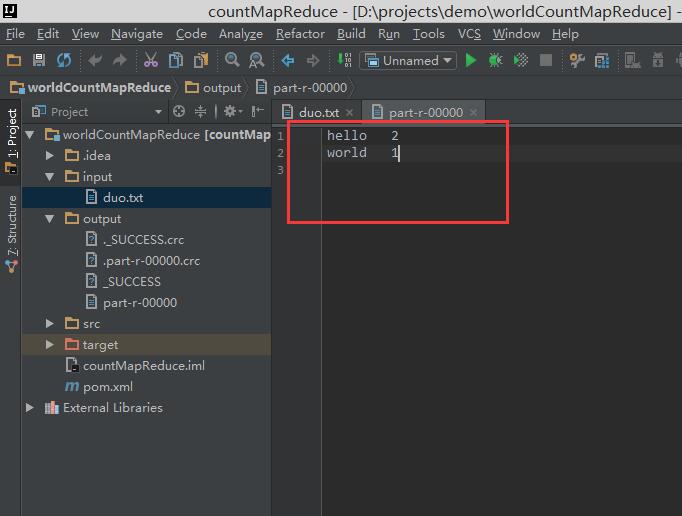 countMapReduce - [D:\projects\demo\worldCountMapReduce] -
File Edit View Navigate Code Analyze Refactor Build Run Tools VCS Window Help
Unnamed
worldCountMapReduce output part-r-00000
Project duo.txt part-r-00000
1: Project
7: Structure
worldCountMapReduce [countMap
.idea
input
duo.txt
output
._SUCCESS.crc
.part-r-00000.crc
_SUCCESS
part-r-00000
src
target
countMapReduce.iml
pom.xml
External Libraries
1 hello 2
2 world 1
3